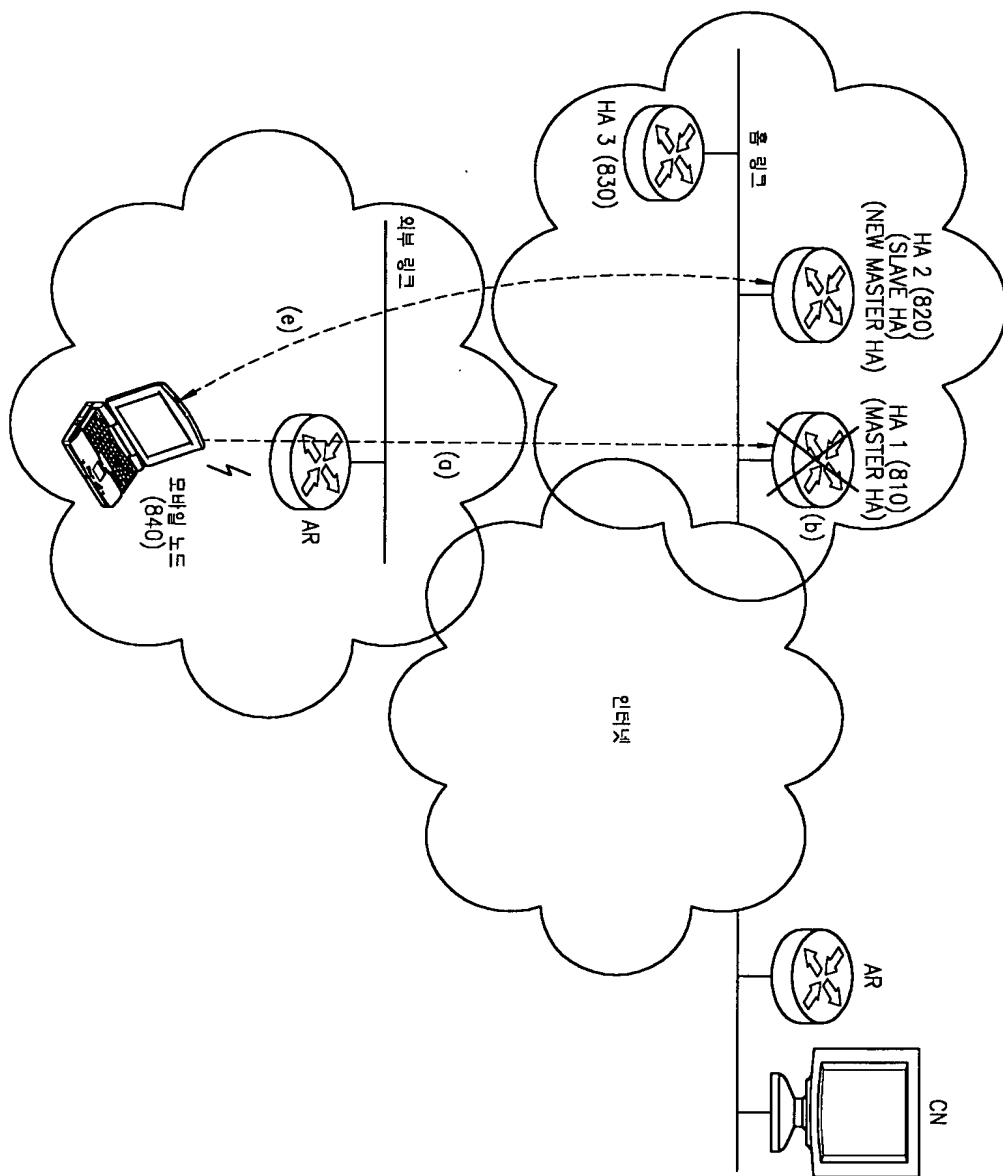 HA 1 (810)
(MASTER HA)
(b)
HA 2 (820)
(SLAVE HA)
(NEW MASTER HA)
홈 링크
HA 3 (830)
인터넷
AR
CN
(a)
(e)
외부 링크
AR
모바일 노드
(840)